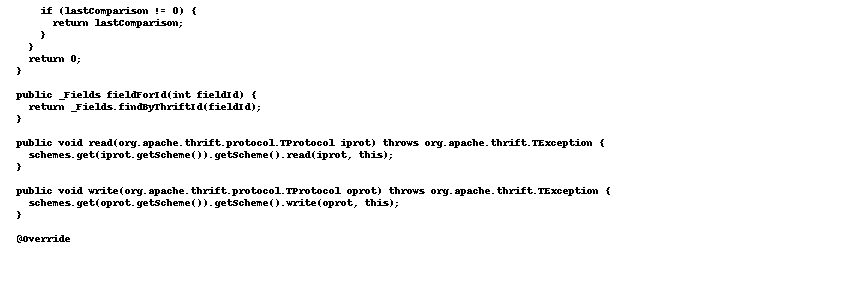 if (lastComparison != 0) {
      return lastComparison;
    }
  }
  return 0;
}

public _Fields fieldForId(int fieldId) {
  return _Fields.findByThriftId(fieldId);
}

public void read(org.apache.thrift.protocol.TProtocol iprot) throws org.apache.thrift.TException {
  schemes.get(iprot.getScheme()).getScheme().read(iprot, this);
}

public void write(org.apache.thrift.protocol.TProtocol oprot) throws org.apache.thrift.TException {
  schemes.get(oprot.getScheme()).getScheme().write(oprot, this);
}

@Override